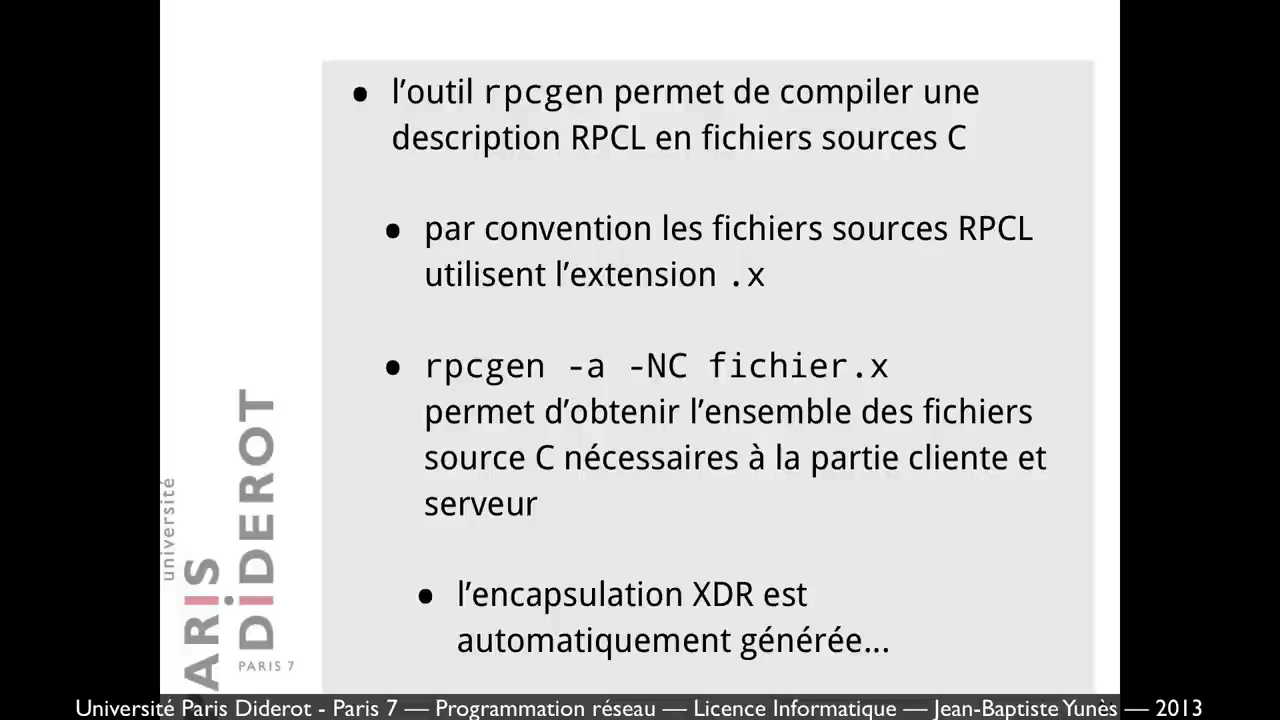 • l’outil rpcgen permet de compiler une
description RPCL en fichiers sources C
• par convention les fichiers sources RPCL
utilisent l’extension .x
• rpcgen -a -NC fichier.x
permet d’obtenir l’ensemble des fichiers
source C nécessaires à la partie cliente et
serveur
• l’encapsulation XDR est
automatiquement générée...
université
PARIS
DIDEROT
PARIS 7
Université Paris Diderot - Paris 7 — Programmation réseau — Licence Informatique — Jean-Baptiste Yunès — 2013